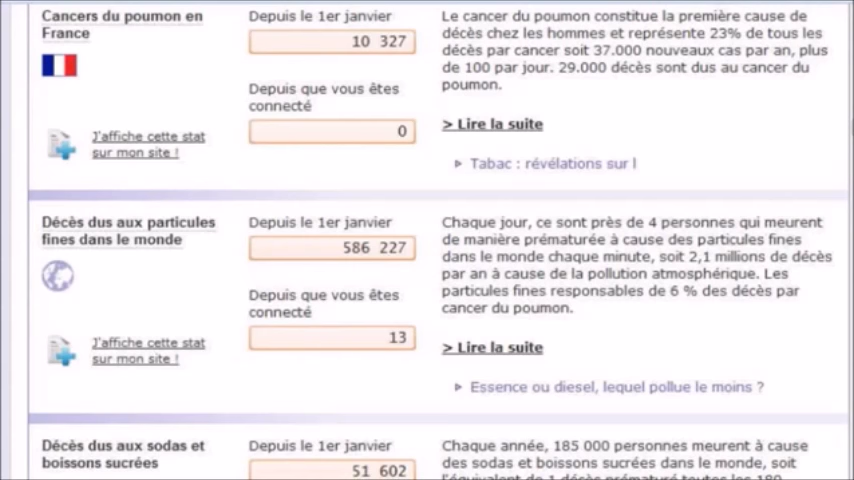 Cancers du poumon en
France
Depuis le 1er janvier
10 327
Depuis que vous êtes
connecté
0
J'affiche cette stat
sur mon site !
Le cancer du poumon constitue la première cause de
décès chez les hommes et représente 23% de tous les
décès par cancer soit 37.000 nouveaux cas par an, plus
de 100 par jour. 29.000 décès sont dus au cancer du
poumon.
> Lire la suite
Tabac : révélations sur l
Décès dus aux particules
fines dans le monde
Depuis le 1er janvier
586 227
Depuis que vous êtes
connecté
13
J'affiche cette stat
sur mon site !
Chaque jour, ce sont près de 4 personnes qui meurent
de manière prématurée à cause des particules fines
dans le monde chaque minute, soit 2,1 millions de décès
par an à cause de la pollution atmosphérique. Les
particules fines responsables de 6 % des décès par
cancer du poumon.
> Lire la suite
Essence ou diesel, lequel pollue le moins ?
Décès dus aux sodas et
boissons sucrées
Depuis le 1er janvier
51 602
Chaque année, 185 000 personnes meurent à cause
des sodas et boissons sucrées dans le monde, soit
l'équivalent de 1 décès prématuré toutes les 189